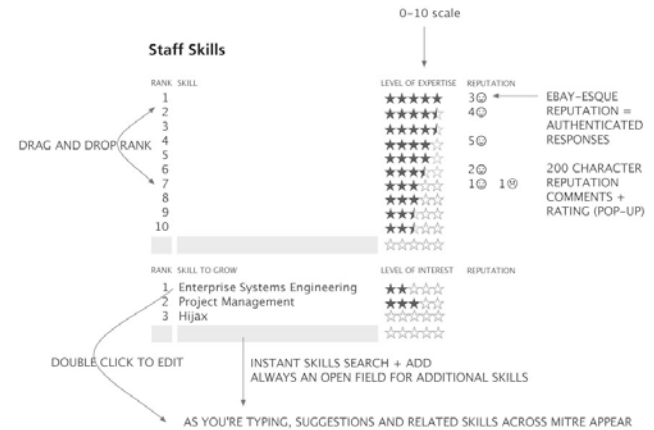 0–10 scale
Staff Skills
RANK SKILL LEVEL OF EXPERTISE REPUTATION
1 ★★★★★ 3☺
2 4☺
3
4 5☺
5
6 2☺
7 1☺ 1☹
8
9
10
EBAY–ESQUE
REPUTATION =
AUTHENTICATED
RESPONSES
200 CHARACTER
REPUTATION
COMMENTS +
RATING (POP–UP)
DRAG AND DROP RANK
RANK SKILL TO GROW LEVEL OF INTEREST REPUTATION
1 Enterprise Systems Engineering ★★☆☆☆
2 Project Management ★★★☆☆
3 Hijax ☆☆☆☆☆
DOUBLE CLICK TO EDIT
INSTANT SKILLS SEARCH + ADD
ALWAYS AN OPEN FIELD FOR ADDITIONAL SKILLS
AS YOU'RE TYPING, SUGGESTIONS AND RELATED SKILLS ACROSS MITRE APPEAR